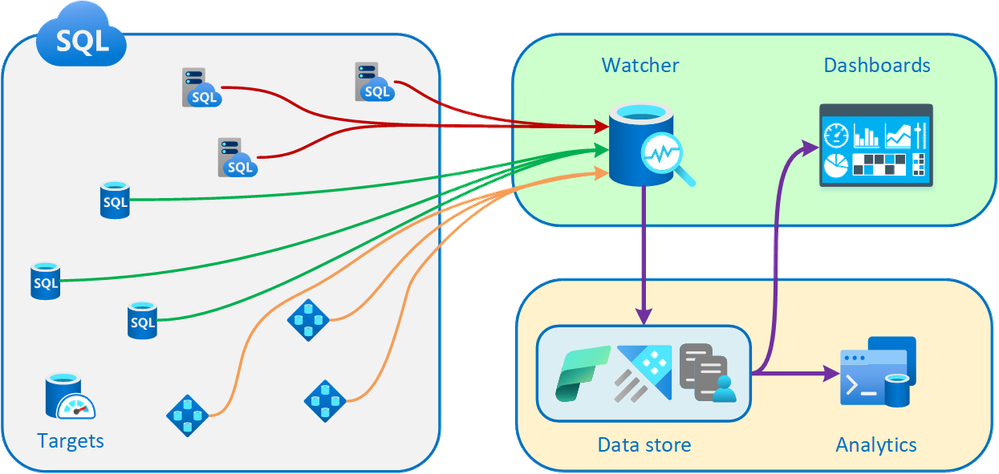 SQL
Watcher
Dashboards
SQL
SQL
SQL
SQL
SQL
SQL
Targets
Data store
Analytics